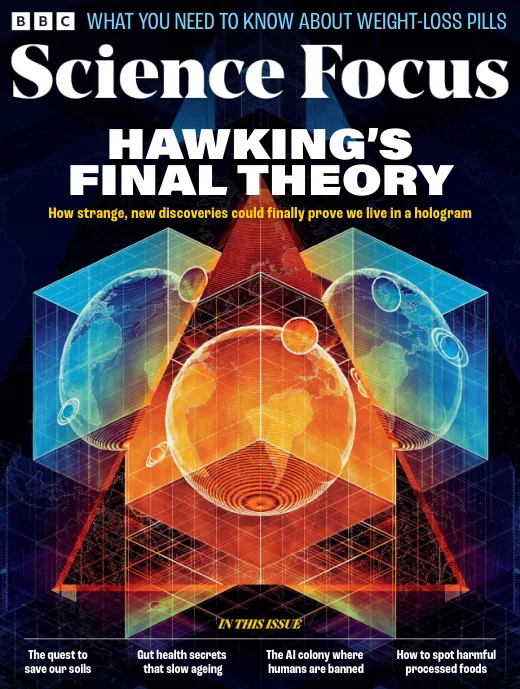 BBC WHAT YOU NEED TO KNOW ABOUT WEIGHT-LOSS PILLS
Science Focus
HAWKING'S
FINAL THEORY
How strange, new discoveries could finally prove we live in a hologram
IN THIS ISSUE
The quest to
save our soils
Gut health secrets
that slow ageing
The AI colony where
humans are banned
How to spot harmful
processed foods